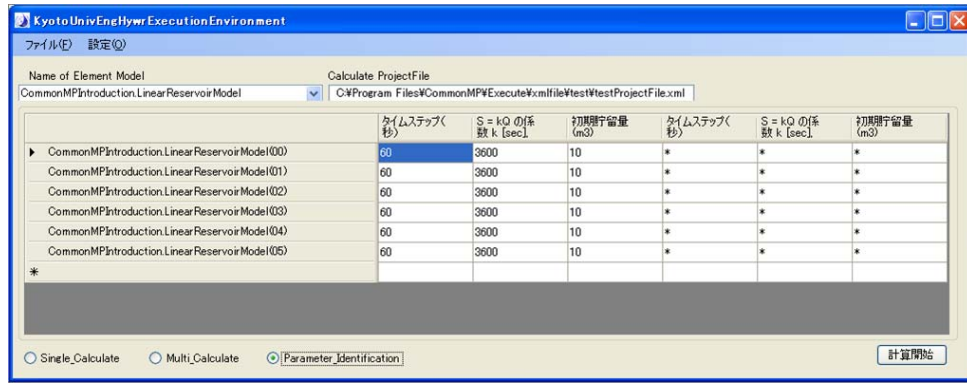 KyotoUnivEngHywrExecutionEnvironment
ファイル(F) 設定(O)
Name of Element Model Calculate ProjectFile
CommonMPIntroduction.LinearReservoirModel C:¥Program Files¥CommonMP¥Execute¥xmlfile¥test¥testProjectFile.xml
タイムステップ( S = kQ の係 初期貯留量 タイムステップ( S = kQ の係 初期貯留量
秒) 数 k [sec]. (m3) 秒) 数 k [sec]. (m3)
CommonMPIntroduction.LinearReservoirModel(00) 60 3600 10 * * *
CommonMPIntroduction.LinearReservoirModel(01) 60 3600 10 * * *
CommonMPIntroduction.LinearReservoirModel(02) 60 3600 10 * * *
CommonMPIntroduction.LinearReservoirModel(03) 60 3600 10 * * *
CommonMPIntroduction.LinearReservoirModel(04) 60 3600 10 * * *
CommonMPIntroduction.LinearReservoirModel(05) 60 3600 10 * * *
*
Single_Calculate Multi_Calculate Parameter_Identification 計算開始